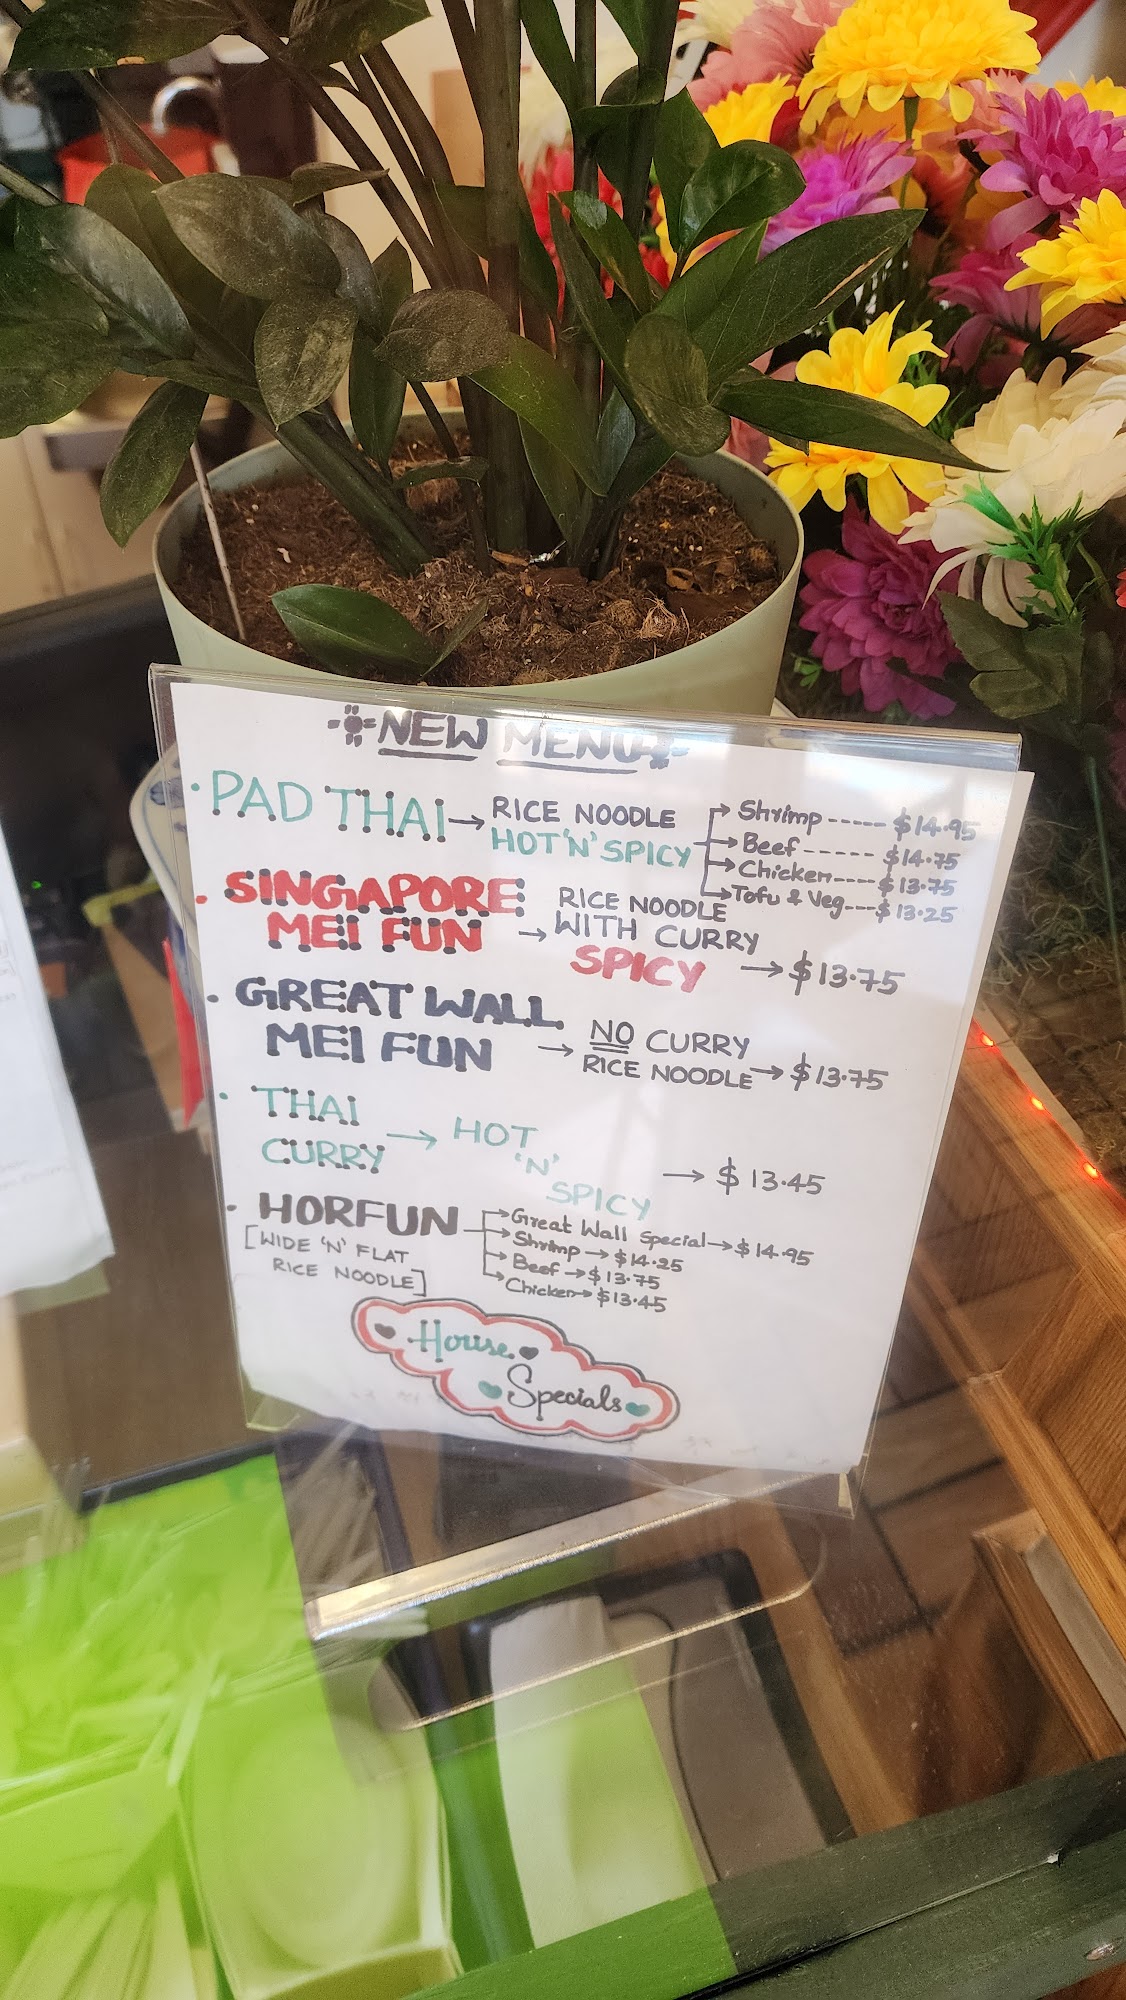 NEW MENU
• PAD THAI → RICE NOODLE HOT 'N' SPICY
→ Shrimp ----- $14.95
→ Beef ------ $14.75
→ Chicken---- $13.75
→ Tofu & Veg--- $13.25
• SINGAPORE
MEI FUN → RICE NOODLE
WITH CURRY
SPICY → $13.75
• GREAT WALL
MEI FUN → NO CURRY
RICE NOODLE → $13.75
• THAI
CURRY → HOT
'N'
SPICY → $13.45
• HORFUN
[WIDE 'N' FLAT
RICE NOODLE]
→ Great Wall Special → $14.95
→ Shrimp → $14.25
→ Beef → $13.75
→ Chicken → $13.45
House
Specials